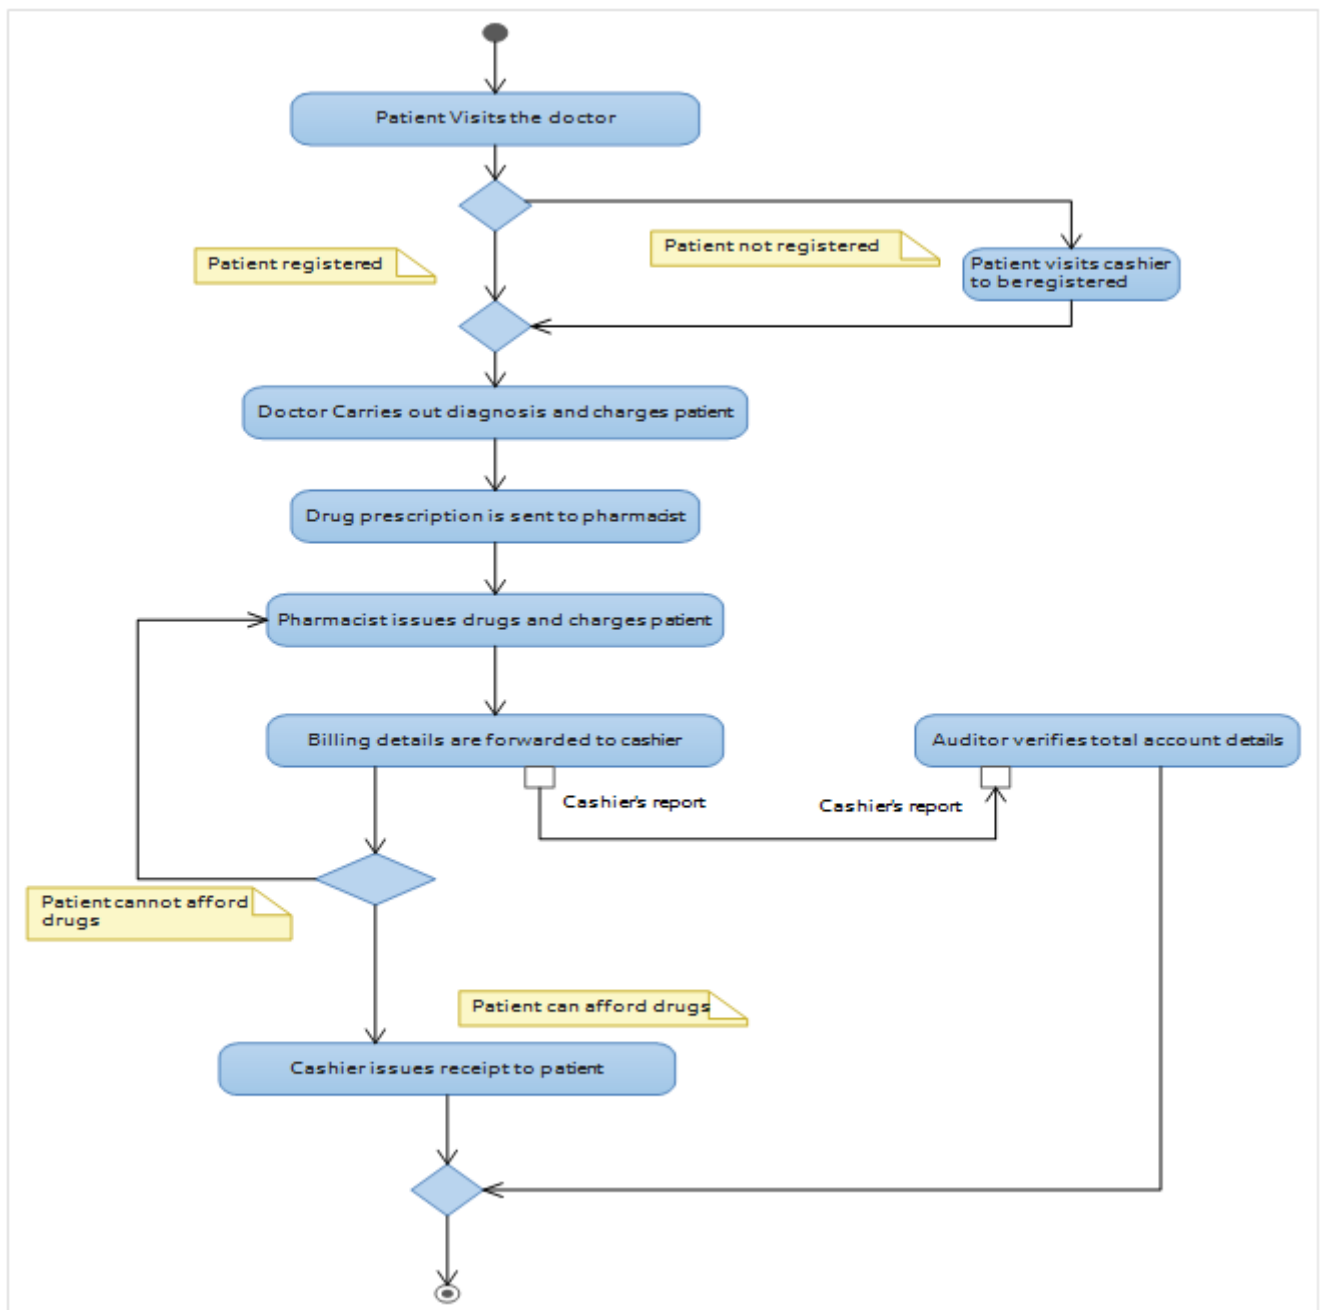 Patient Visits the doctor
Patient registered
Patient not registered
Patient visits cashier
to be registered
Doctor Carries out diagnosis and charges patient
Drug prescription is sent to pharmacist
Pharmacist issues drugs and charges patient
Billing details are forwarded to cashier
Auditor verifies total account details
Cashier's report
Cashier's report
Patient cannot afford
drugs
Patient can afford drugs
Cashier issues receipt to patient